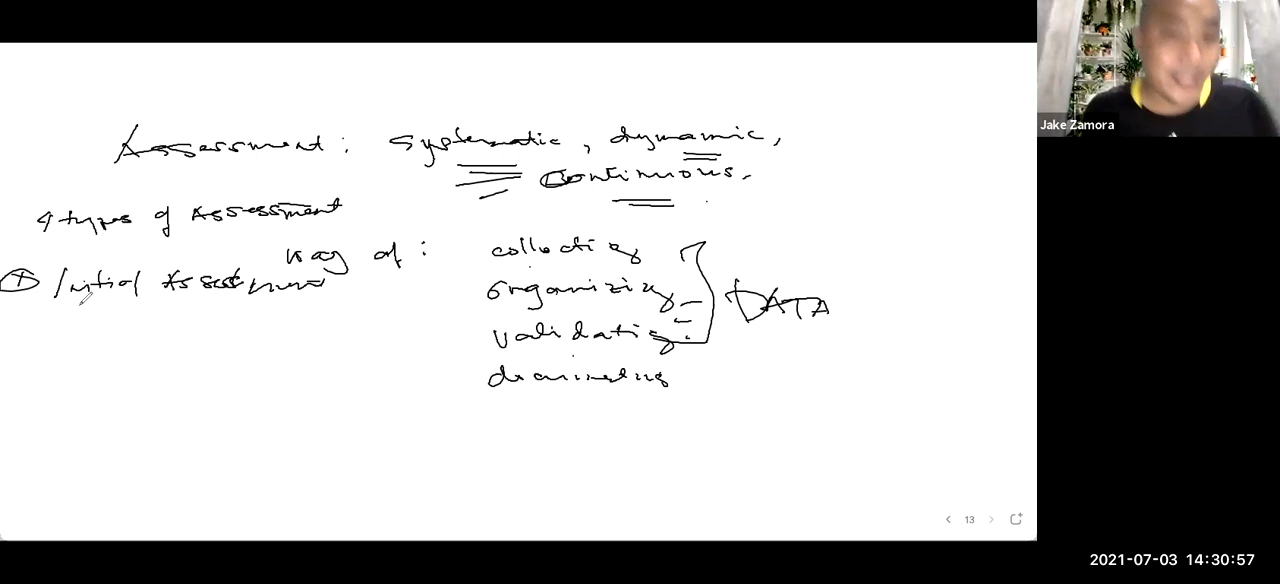 Assessment : systematic , dynamic ,
continuous .
4 types of Assessment
way of :
collecting
① Initial Assessment
organizing
validating
DATA
Jake Zamora
13
2021-07-03 14:30:57